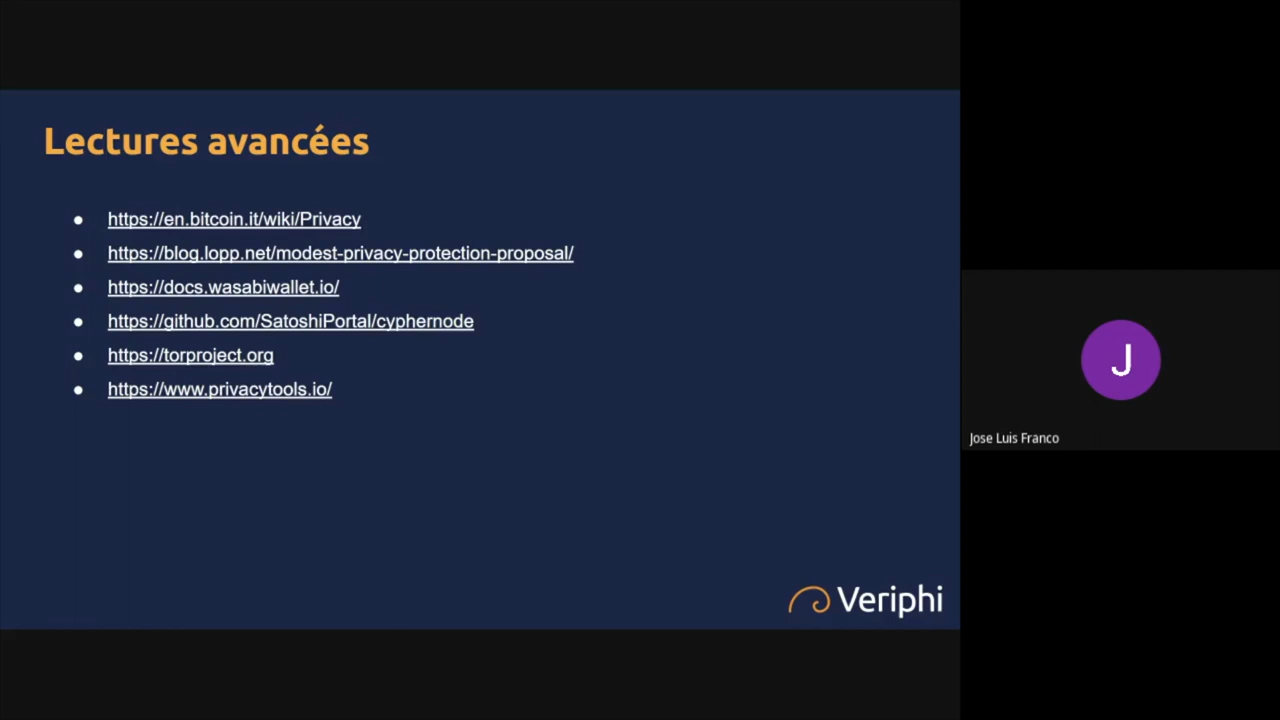 Lectures avancées
https://en.bitcoin.it/wiki/Privacy
https://blog.lopp.net/modest-privacy-protection-proposal/
https://docs.wasabiwallet.io/
https://github.com/SatoshiPortal/cyphernode
https://torproject.org
https://www.privacytools.io/
Veriphi
J
Jose Luis Franco